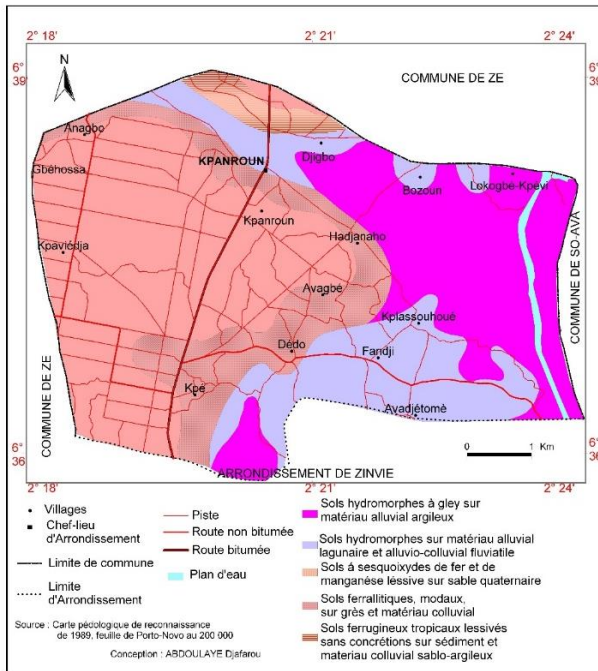 2° 18'
2° 21'
2° 24'
6°
39'
6°
39'
N
COMMUNE DE ZE
Anagbo
Djigbo
KPANROUN
Gbéhossa
Bozoun
Lokogbé-Kpévi
Kpanroun
Hadjanaho
Kpaviédja
COMMUNE DE SO-AVA
Avagbé
Kpiassouhoué
Dédo
Fandji
Kpé
Avadjètomè
COMMUNE DE ZE
0 1 Km
6°
36'
6°
36'
ARRONDISSEMENT DE ZINVIE
2° 18'
2° 21'
2° 24'
Villages
Chef-lieu
d'Arrondissement
Limite de commune
Limite
d'Arrondissement
Piste
Route non bitumée
Route bitumée
Plan d'eau
Sols hydromorphes à gley sur
matériau alluvial argileux
Sols hydromorphes sur matériau alluvial
lagunaire et alluvio-colluvial fluviatile
Sols à sesquioxydes de fer et de
manganése léssivé sur sable quaternaire
Sols ferrallitiques, modaux,
sur grès et matériau colluvial
Sols ferrugineux tropicaux lessivés
sans concrétions sur sédiment et
materiau colluvial sablo-argileux
Source : Carte pédologique de reconnaissance
de 1989, feuille de Porto-Novo au 200 000
Conception : ABDOULAYE Djafarou